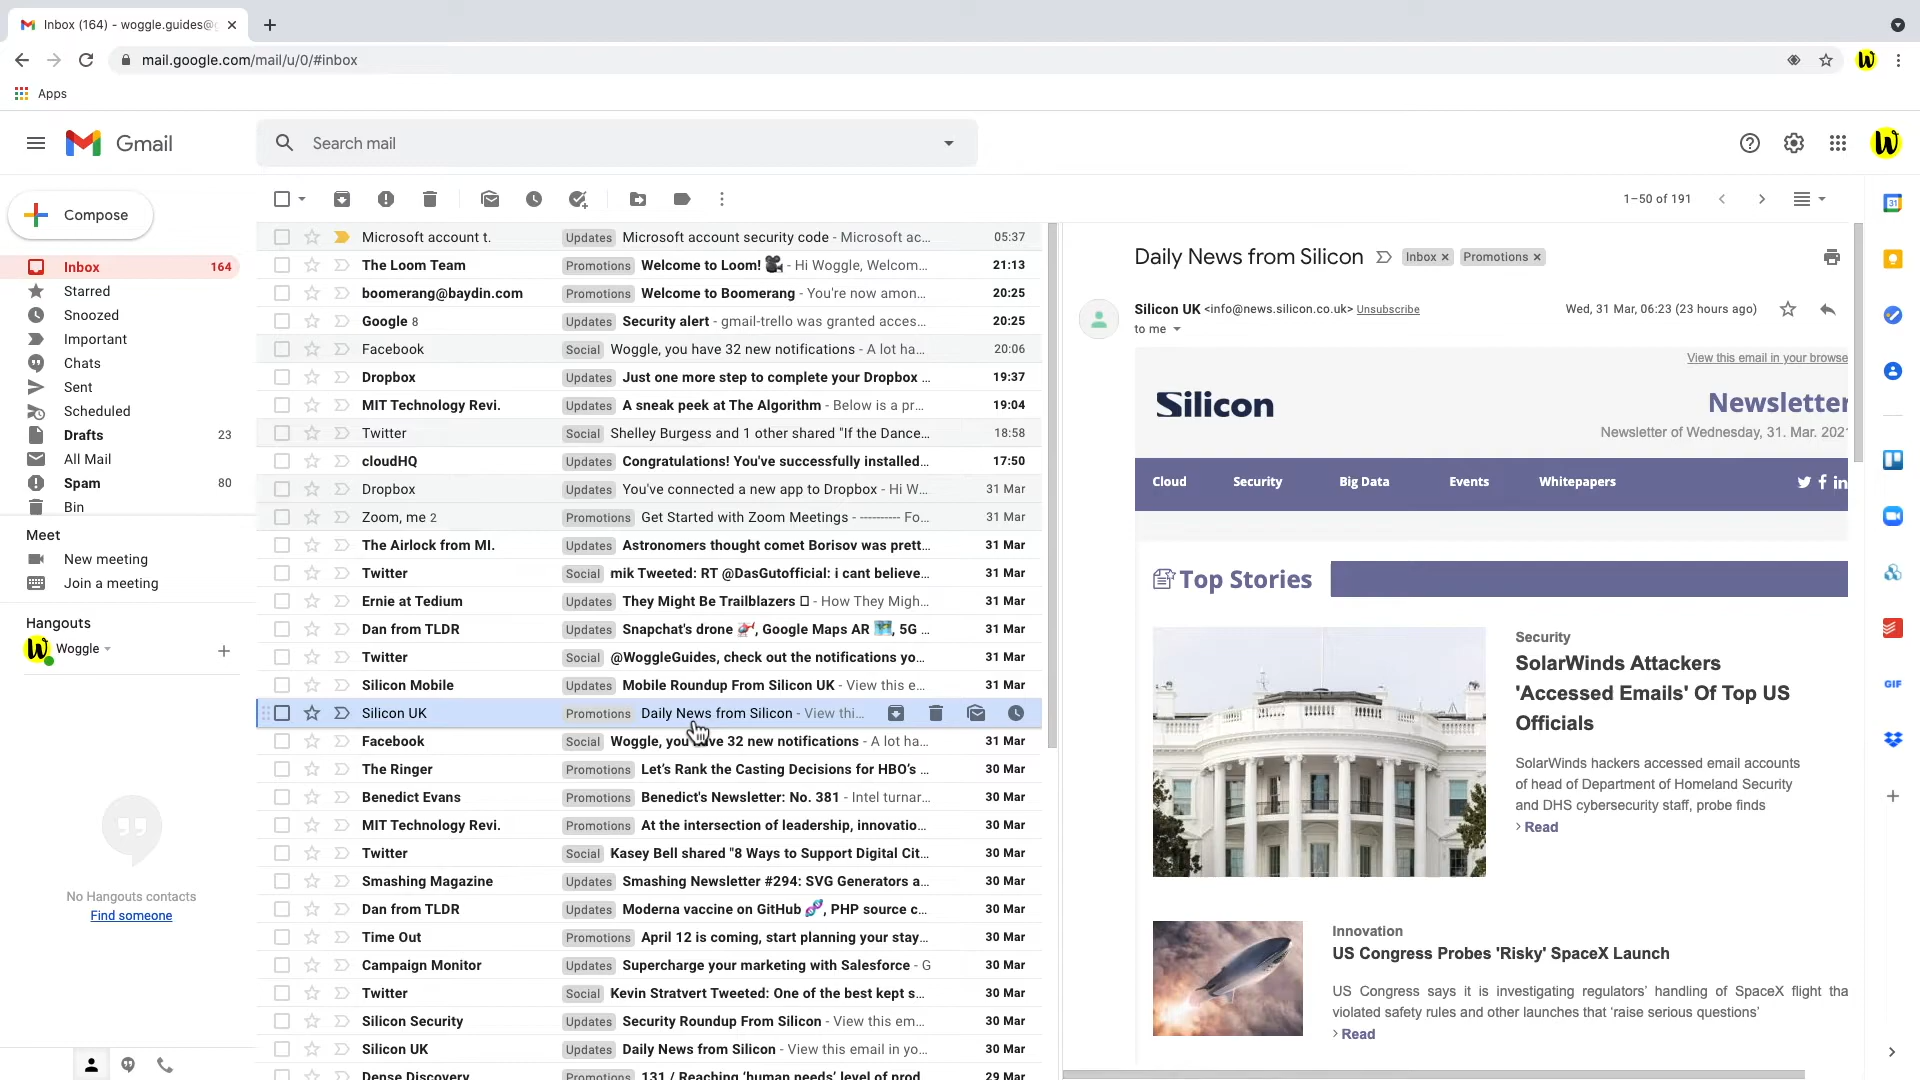 Inbox (164) - woggle.guides@g
mail.google.com/mail/u/0/#inbox
Apps
Gmail
Search mail
Compose
1–50 of 191
Inbox 164
Starred
Snoozed
Important
Chats
Sent
Scheduled
Drafts 23
All Mail
Spam 80
Bin
Meet
New meeting
Join a meeting
Hangouts
Woggle
No Hangouts contacts
Find someone
Microsoft account t. Updates Microsoft account security code - Microsoft ac... 05:37
The Loom Team Promotions Welcome to Loom! 🎥 - Hi Woggle, Welcom... 21:13
boomerang@baydin.com Promotions Welcome to Boomerang - You're now amon... 20:25
Google 8 Updates Security alert - gmail-trello was granted acces... 20:25
Facebook Social Woggle, you have 32 new notifications - A lot ha... 20:06
Dropbox Updates Just one more step to complete your Dropbox ... 19:37
MIT Technology Revi. Updates A sneak peek at The Algorithm - Below is a pr... 19:04
Twitter Social Shelley Burgess and 1 other shared "If the Dance... 18:58
cloudHQ Updates Congratulations! You've successfully installed... 17:50
Dropbox Updates You've connected a new app to Dropbox - Hi W... 31 Mar
Zoom, me 2 Promotions Get Started with Zoom Meetings - ---------- Fo... 31 Mar
The Airlock from MI. Updates Astronomers thought comet Borisov was prett... 31 Mar
Twitter Social mik Tweeted: RT @DasGutofficial: i cant believe... 31 Mar
Ernie at Tedium Updates They Might Be Trailblazers - How They Migh... 31 Mar
Dan from TLDR Updates Snapchat's drone 🚁, Google Maps AR 🗺️, 5G ... 31 Mar
Twitter Social @WoggleGuides, check out the notifications yo... 31 Mar
Silicon Mobile Updates Mobile Roundup From Silicon UK - View this e... 31 Mar
Silicon UK Promotions Daily News from Silicon - View thi...
Facebook Social Woggle, you have 32 new notifications - A lot ha... 31 Mar
The Ringer Promotions Let's Rank the Casting Decisions for HBO's ... 30 Mar
Benedict Evans Promotions Benedict's Newsletter: No. 381 - Intel turnar... 30 Mar
MIT Technology Revi. Promotions At the intersection of leadership, innovatio... 30 Mar
Twitter Social Kasey Bell shared "8 Ways to Support Digital Cit... 30 Mar
Smashing Magazine Updates Smashing Newsletter #294: SVG Generators a... 30 Mar
Dan from TLDR Updates Moderna vaccine on GitHub 🧬, PHP source c... 30 Mar
Time Out Promotions April 12 is coming, start planning your stay... 30 Mar
Campaign Monitor Updates Supercharge your marketing with Salesforce - G 30 Mar
Twitter Social Kevin Stratvert Tweeted: One of the best kept s... 30 Mar
Silicon Security Updates Security Roundup From Silicon - View this em... 30 Mar
Silicon UK Updates Daily News from Silicon - View this email in yo... 30 Mar
Dense Discovery Promotions 131 / Reaching 'human needs' level of prod 29 Mar
Daily News from Silicon Inbox × Promotions ×
Silicon UK <info@news.silicon.co.uk> Unsubscribe Wed, 31 Mar, 06:23 (23 hours ago)
to me
View this email in your browse
Silicon
Newsletter
Newsletter of Wednesday, 31. Mar. 2021
Cloud Security Big Data Events Whitepapers
Top Stories
Security
SolarWinds Attackers
'Accessed Emails' Of Top US
Officials
SolarWinds hackers accessed email accounts
of head of Department of Homeland Security
and DHS cybersecurity staff, probe finds
> Read
Innovation
US Congress Probes 'Risky' SpaceX Launch
US Congress says it is investigating regulators' handling of SpaceX flight tha
violated safety rules and other launches that 'raise serious questions'
> Read
31
GIF